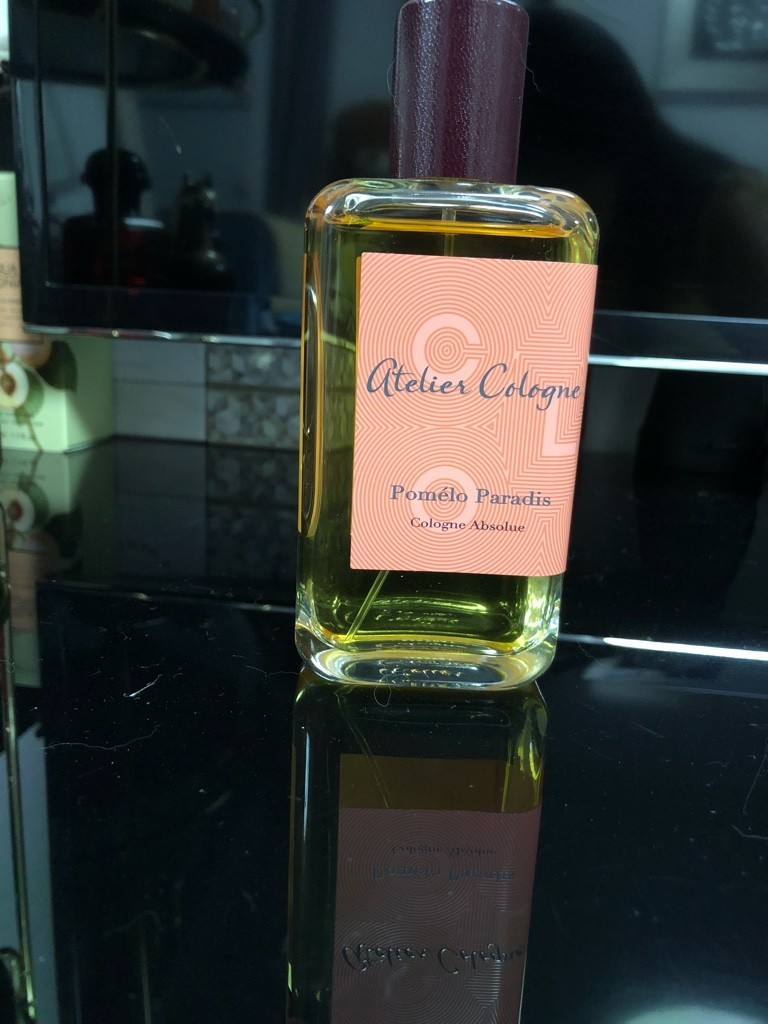 Atelier Cologne
Pomélo Paradis
Cologne Absolue